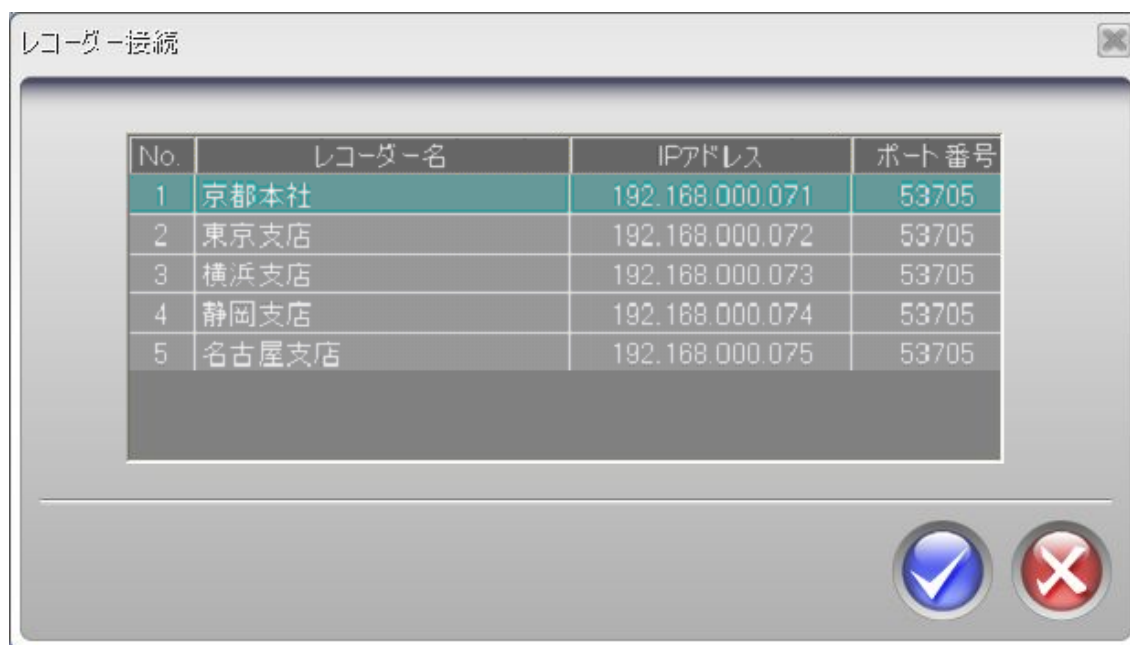 レコーダー接続
No. レコーダー名 IPアドレス ポート番号
1 京都本社 192.168.000.071 53705
2 東京支店 192.168.000.072 53705
3 横浜支店 192.168.000.073 53705
4 静岡支店 192.168.000.074 53705
5 名古屋支店 192.168.000.075 53705